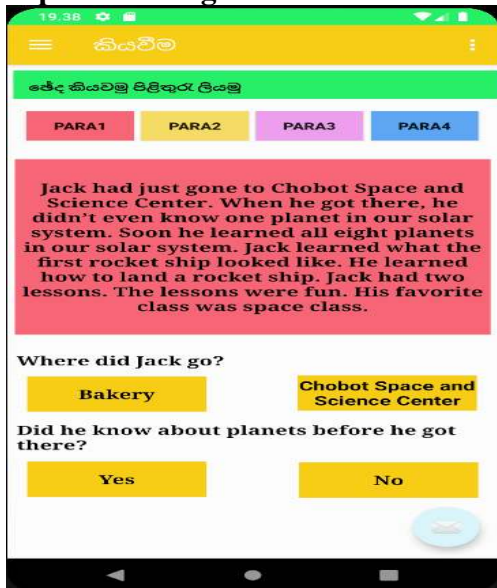 19.38
කියවීම
ඡේද කියවමු පිළිතුරු ලියමු
PARA1 PARA2 PARA3 PARA4
Jack had just gone to Chobot Space and
Science Center. When he got there, he
didn't even know one planet in our solar
system. Soon he learned all eight planets
in our solar system. Jack learned what the
first rocket ship looked like. He learned
how to land a rocket ship. Jack had two
lessons. The lessons were fun. His favorite
class was space class.
Where did Jack go?
Bakery
Chobot Space and
Science Center
Did he know about planets before he got
there?
Yes No